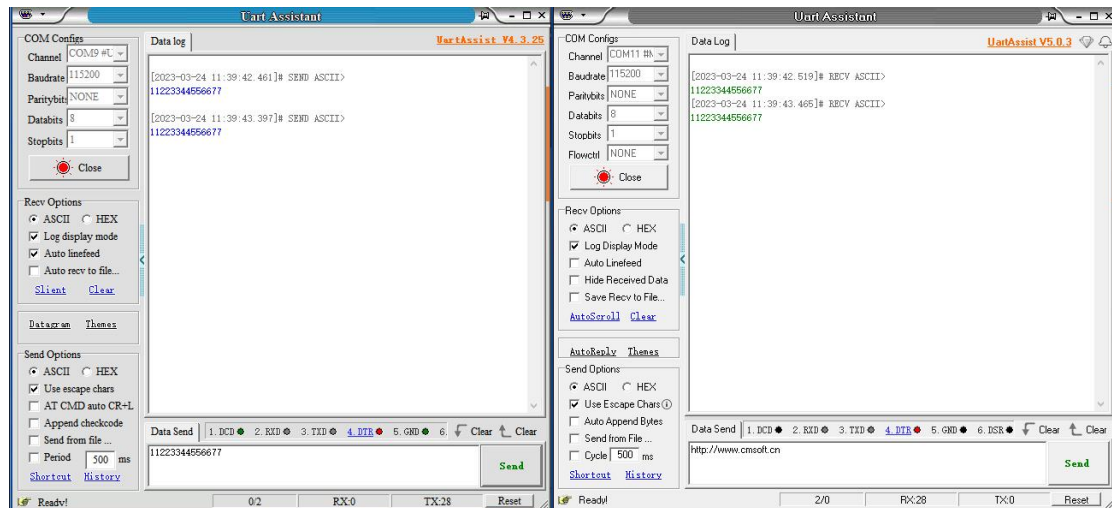 Uart Assistant
COM Configs
Channel COM9 #U
Baudrate 115200
Paritybits NONE
Databits 8
Stopbits 1
Close
Recv Options
ASCII HEX
Log display mode
Auto linefeed
Auto recv to file...
Slient Clear
Datagram Themes
Send Options
ASCII HEX
Use escape chars
AT CMD auto CR+L
Append checkcode
Send from file ...
Period 500 ms
Shortcut History
Data log
UartAssist V4.3.25
[2023-03-24 11:39:42.461]# SEND ASCII>
11223344556677
[2023-03-24 11:39:43.397]# SEND ASCII>
11223344556677
Data Send 1. DCD 2. RXD 3. TXD 4. DTR 5. GND 6. Clear Clear
11223344556677
Send
Ready! 0/2 RX:0 TX:28 Reset
Uart Assistant
COM Configs
Channel COM11 #
Baudrate 115200
Paritybits NONE
Databits 8
Stopbits 1
Flowctrl NONE
Close
Recv Options
ASCII HEX
Log Display Mode
Auto Linefeed
Hide Received Data
Save Recv to File...
AutoScroll Clear
AutoReply Themes
Send Options
ASCII HEX
Use Escape Chars
Auto Append Bytes
Send from File ...
Cycle 500 ms
Shortcut History
Data Log
UartAssist V5.0.3
[2023-03-24 11:39:42.519]# RECV ASCII>
11223344556677
[2023-03-24 11:39:43.465]# RECV ASCII>
11223344556677
Data Send 1. DCD 2. RXD 3. TXD 4. DTR 5. GND 6. DSR Clear Clear
http://www.cmsoft.cn
Send
Ready! 2/0 RX:28 TX:0 Reset